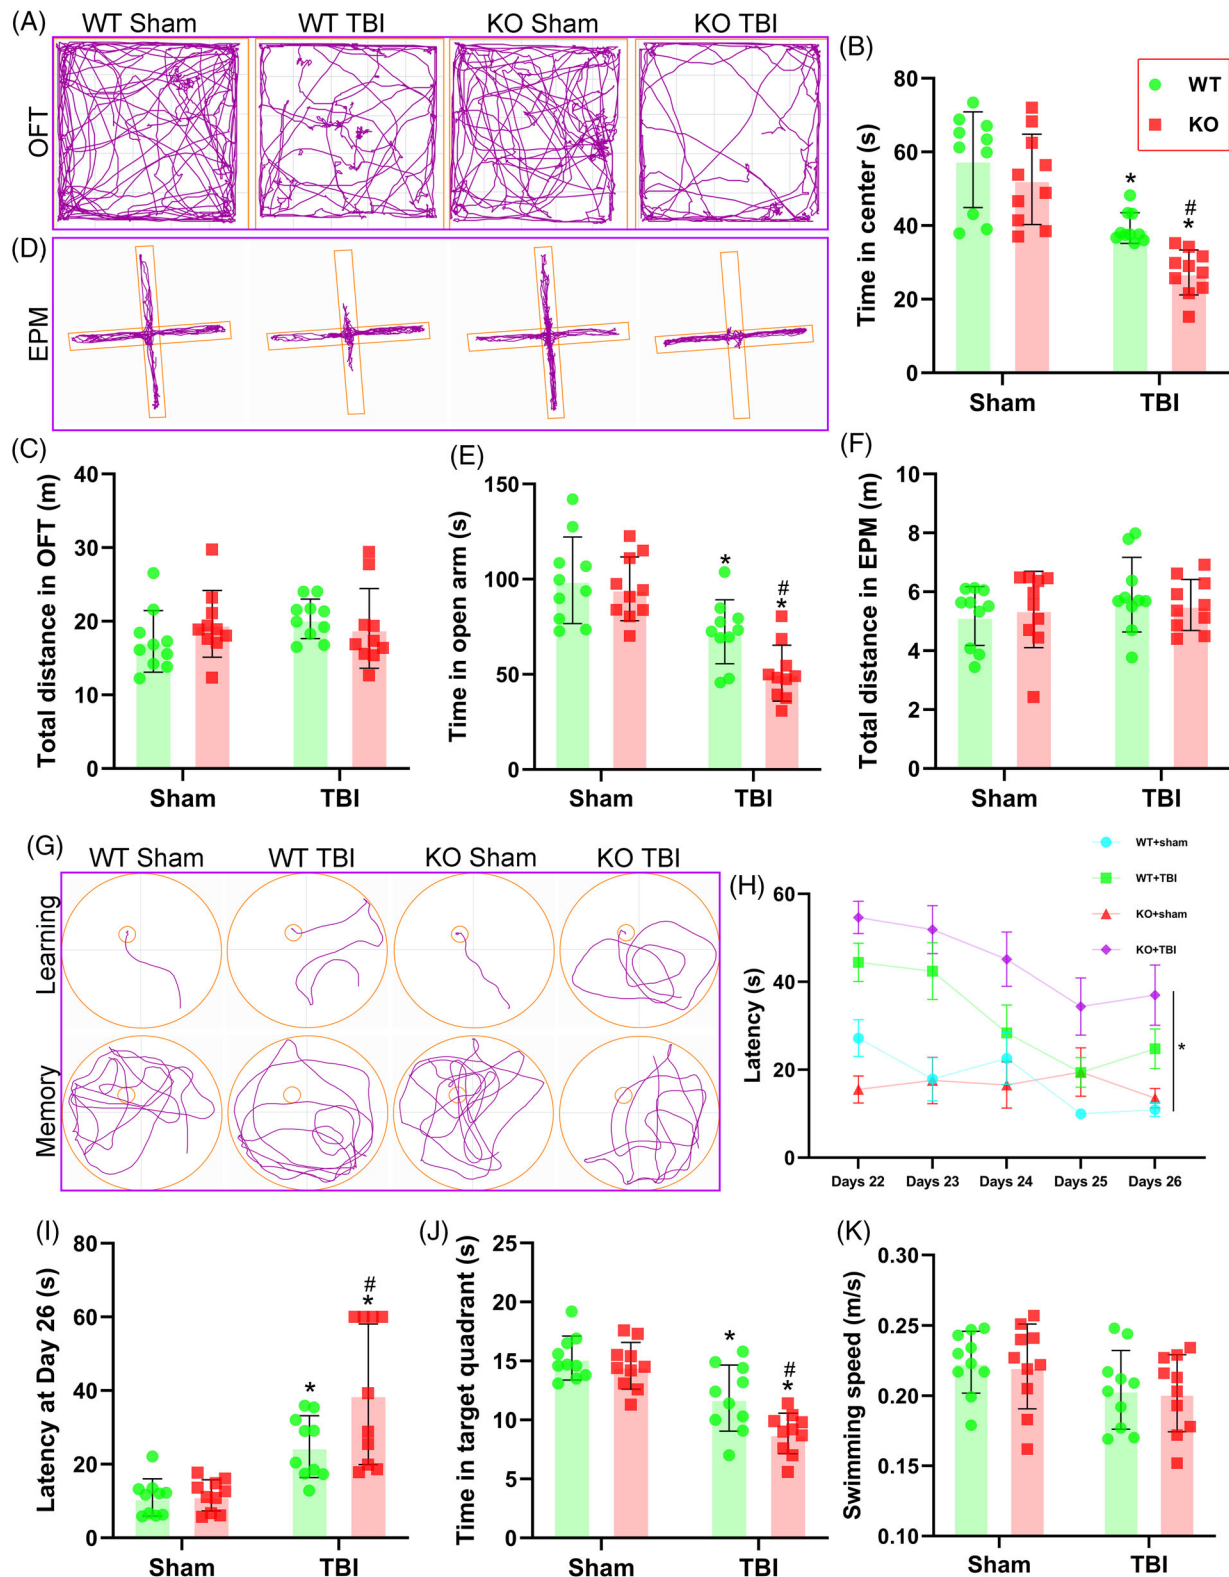 (A)
WT Sham
WT TBI
KO Sham
KO TBI
OFT
(B)
Time in center (s)
80
60
40
20
0
*
#
*
Sham
TBI
WT
KO
(D)
EPM
(C)
Total distance in OFT (m)
40
30
20
10
0
Sham
TBI
(E)
Time in open arm (s)
150
100
50
0
*
#
*
Sham
TBI
(F)
Total distance in EPM (m)
10
8
6
4
2
0
Sham
TBI
(G)
WT Sham
WT TBI
KO Sham
KO TBI
Learning
Memory
(H)
WT+sham
WT+TBI
KO+sham
KO+TBI
Latency (s)
60
40
20
0
*
Days 22
Days 23
Days 24
Days 25
Days 26
(I)
Latency at Day 26 (s)
80
60
40
20
0
*
#
*
Sham
TBI
(J)
Time in target quadrant (s)
25
20
15
10
5
0
*
#
*
Sham
TBI
(K)
Swimming speed (m/s)
0.30
0.25
0.20
0.15
0.10
Sham
TBI